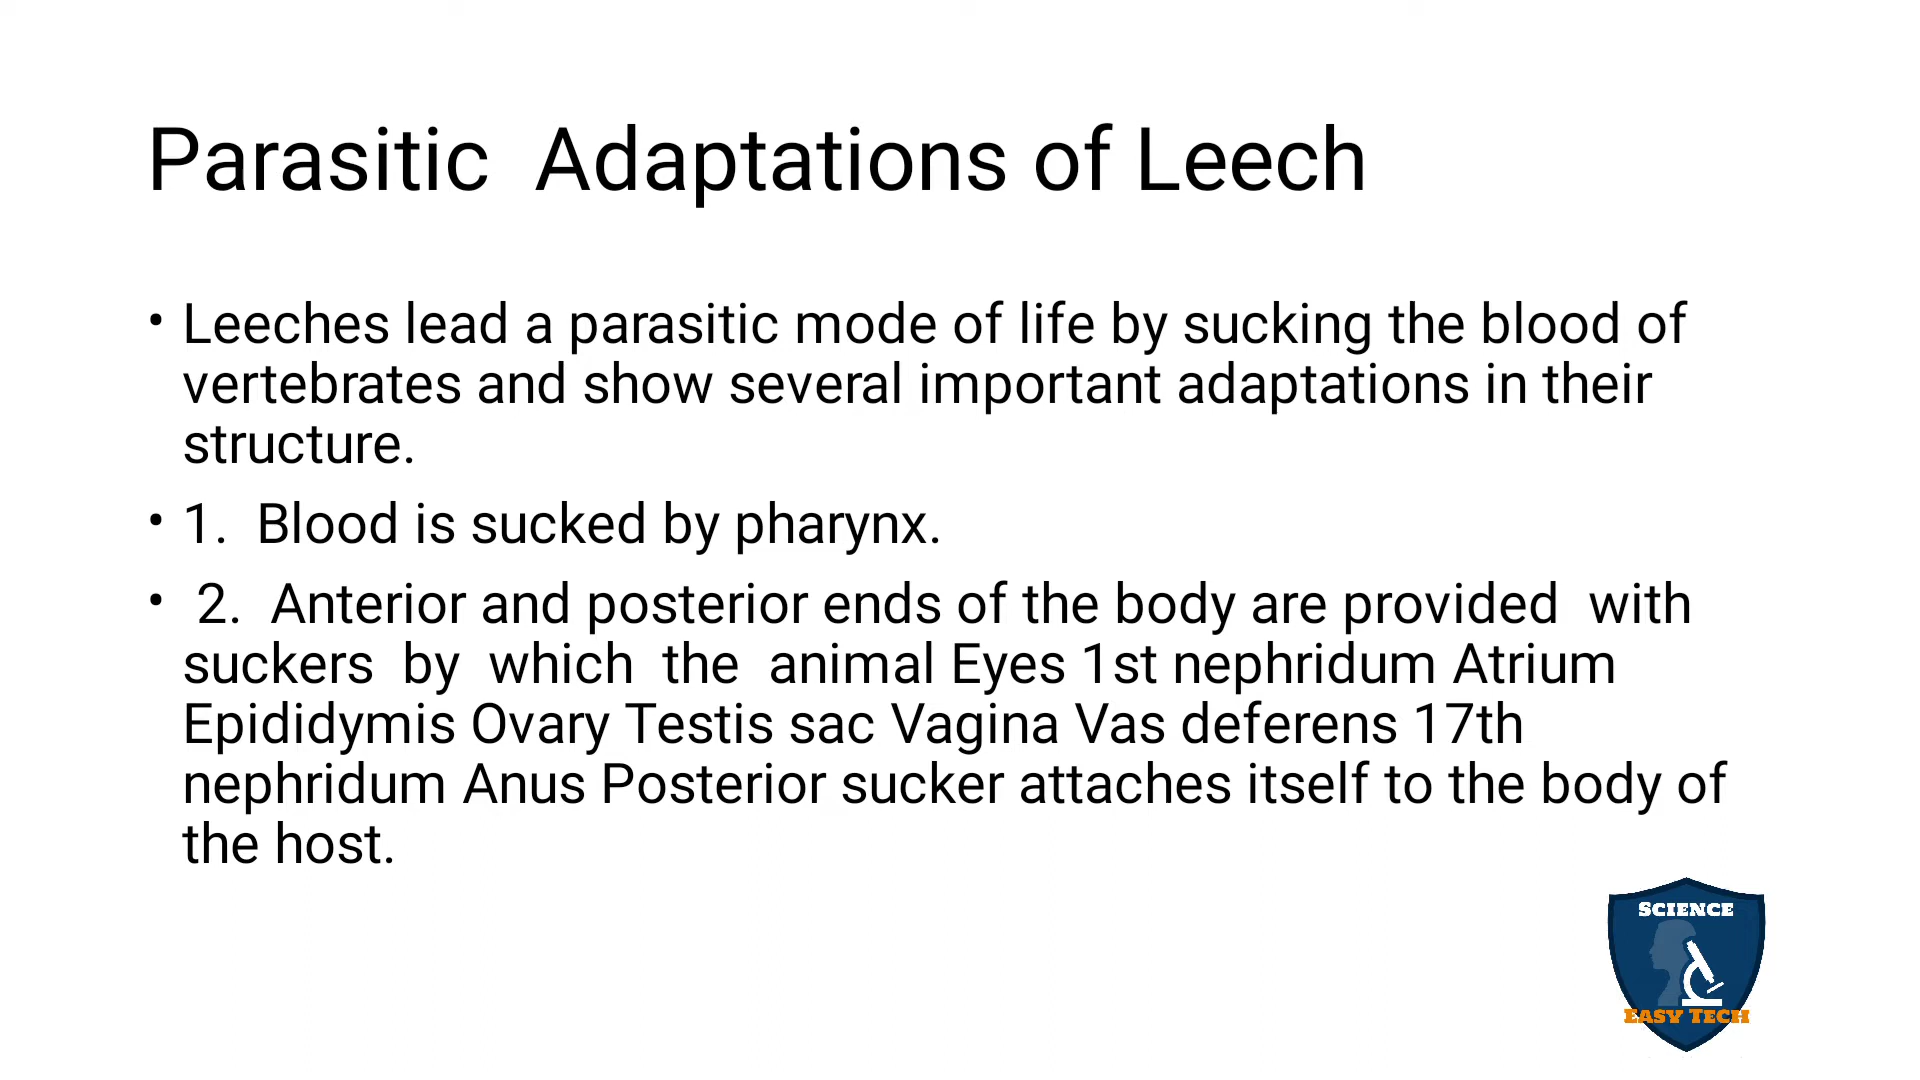 Parasitic  Adaptations of Leech
• Leeches lead a parasitic mode of life by sucking the blood of
vertebrates and show several important adaptations in their
structure.
• 1.  Blood is sucked by pharynx.
•  2.  Anterior and posterior ends of the body are provided  with
suckers  by  which  the  animal Eyes 1st nephridum Atrium
Epididymis Ovary Testis sac Vagina Vas deferens 17th
nephridum Anus Posterior sucker attaches itself to the body of
the host.
SCIENCE
EASY TECH